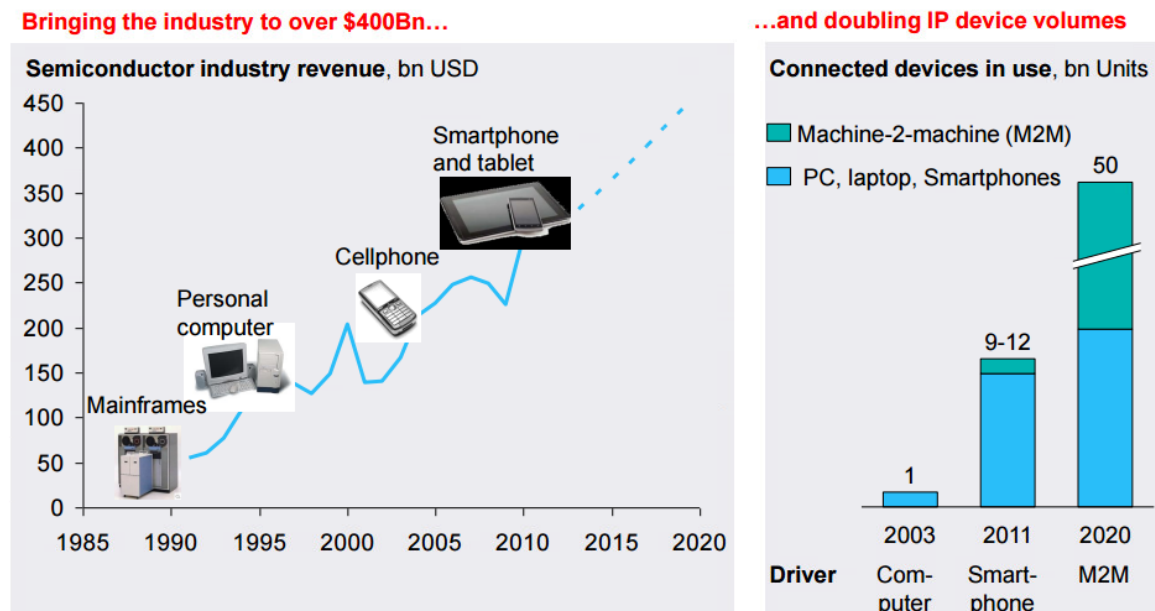 Bringing the industry to over $400Bn…
Semiconductor industry revenue, bn USD
450
400
350
300
250
200
150
100
50
0
Mainframes
Personal
computer
Cellphone
Smartphone
and tablet
1985 1990 1995 2000 2005 2010 2015 2020
…and doubling IP device volumes
Connected devices in use, bn Units
Machine-2-machine (M2M)
PC, laptop, Smartphones
1
9-12
50
2003 2011 2020
Driver Com- Smart- M2M
puter phone